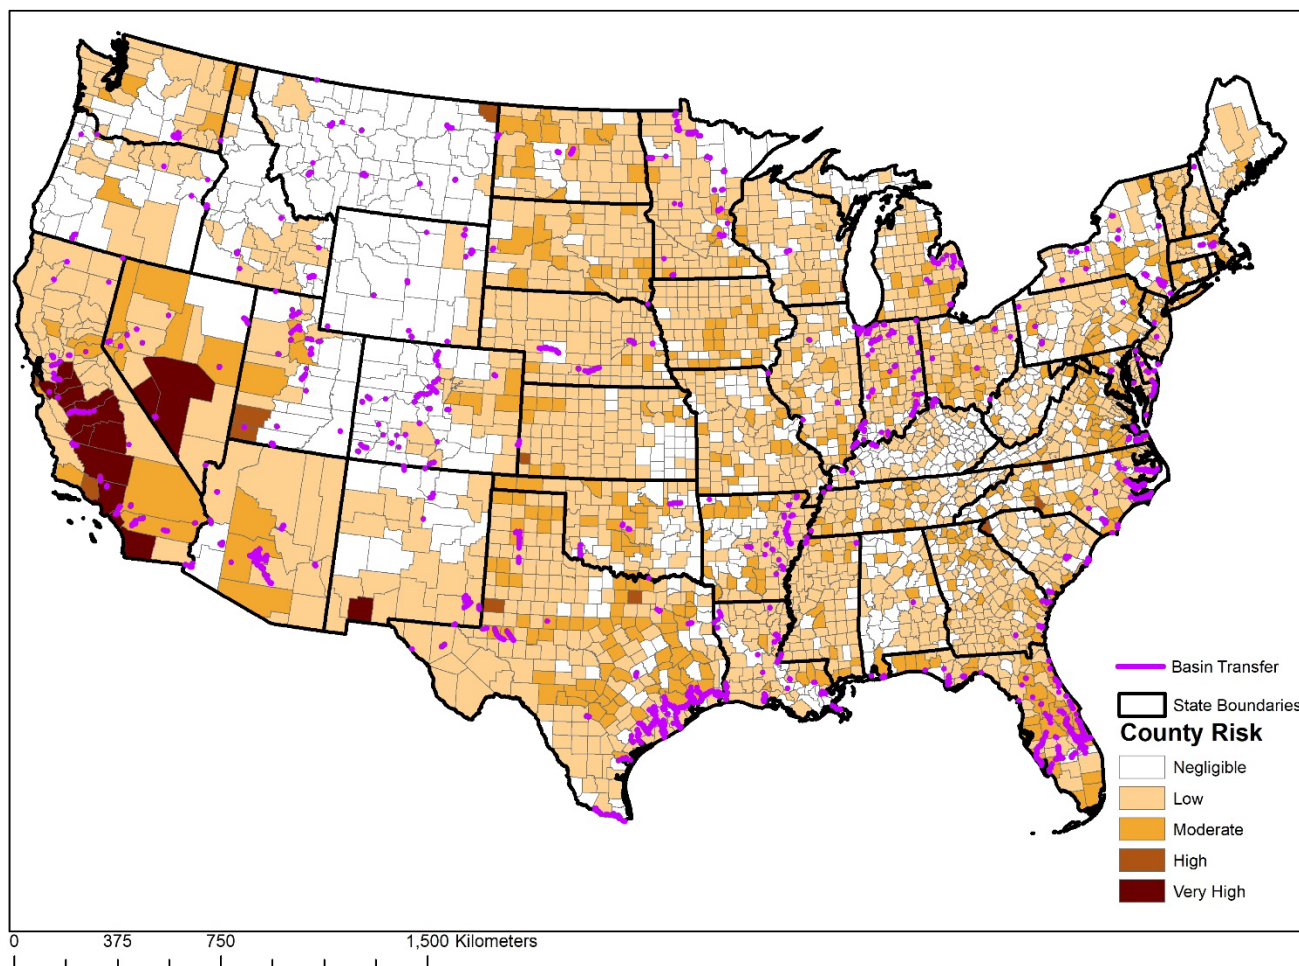 Basin Transfer
State Boundaries
County Risk
Negligible
Low
Moderate
High
Very High
0 375 750 1,500 Kilometers